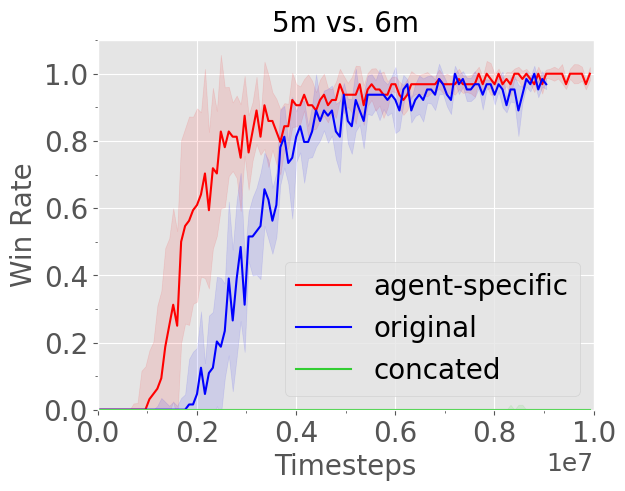 5m vs. 6m
Win Rate
1.0
0.8
0.6
0.4
0.2
0.0
agent-specific
original
concated
0.0 0.2 0.4 0.6 0.8 1.0
Timesteps
1e7